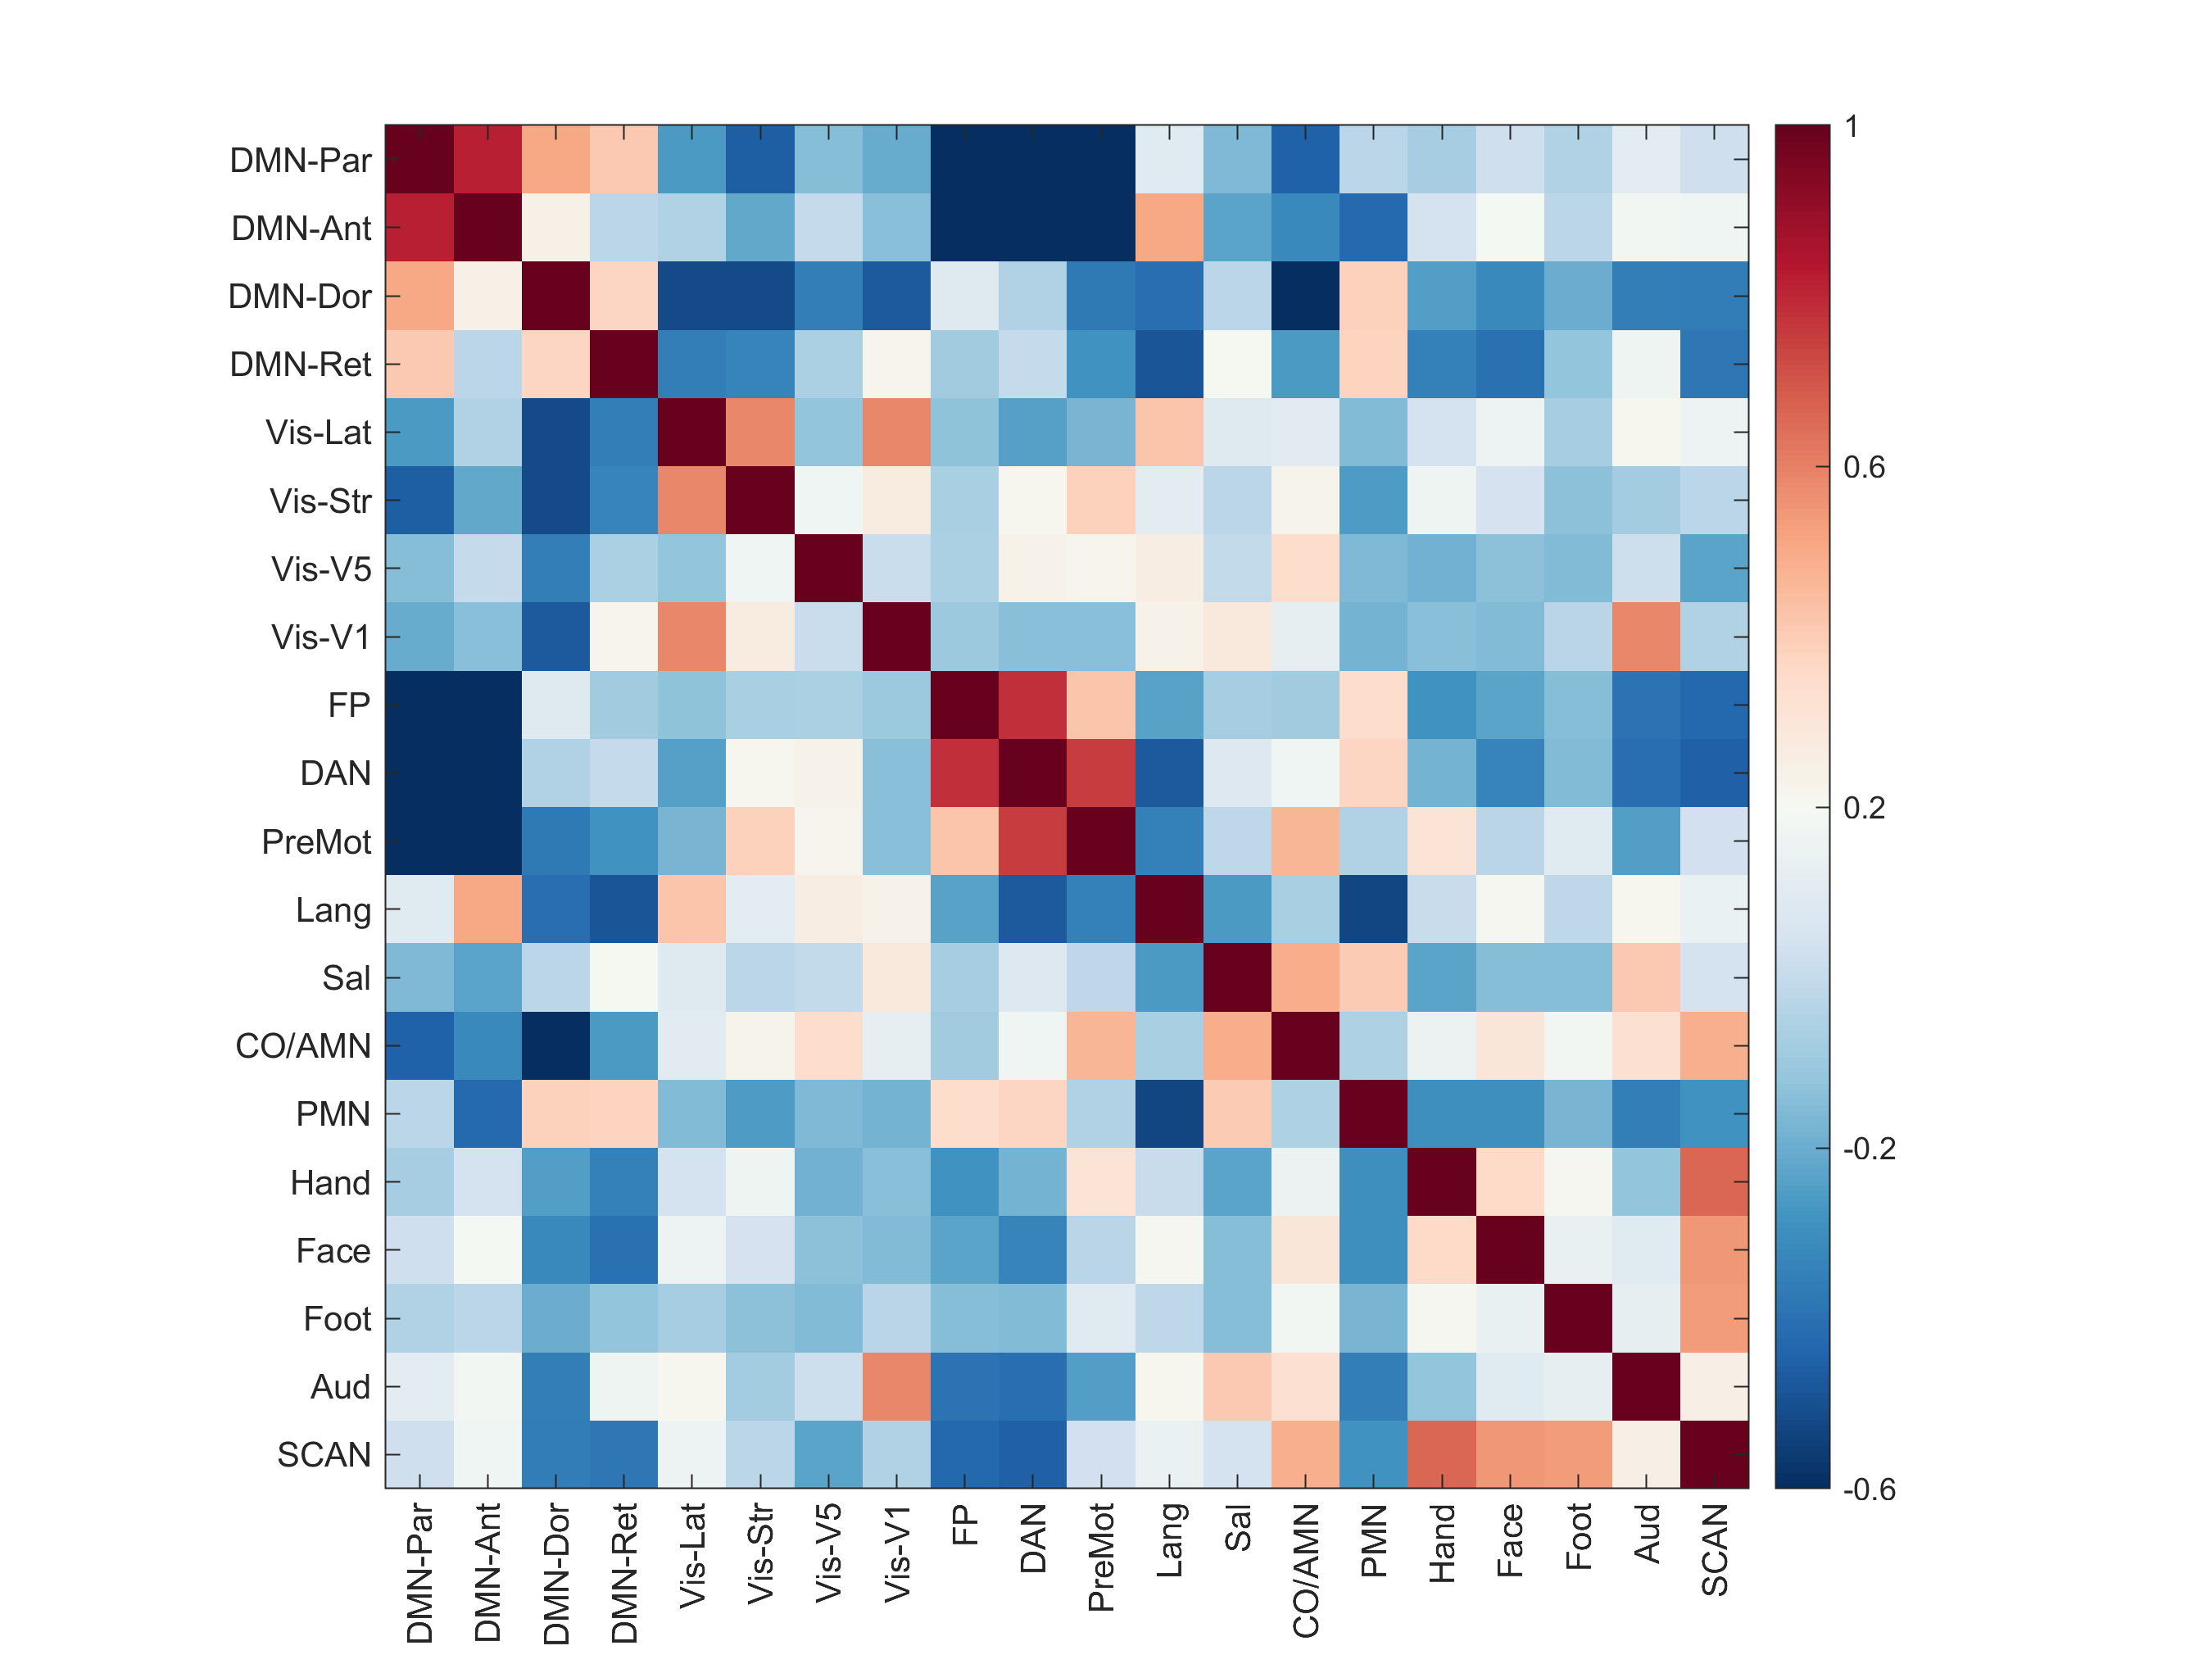 DMN-Par
DMN-Ant
DMN-Dor
DMN-Ret
Vis-Lat
Vis-Str
Vis-V5
Vis-V1
FP
DAN
PreMot
Lang
Sal
CO/AMN
PMN
Hand
Face
Foot
Aud
SCAN
DMN-Par
DMN-Ant
DMN-Dor
DMN-Ret
Vis-Lat
Vis-Str
Vis-V5
Vis-V1
FP
DAN
PreMot
Lang
Sal
CO/AMN
PMN
Hand
Face
Foot
Aud
SCAN
1
0.6
0.2
-0.2
-0.6